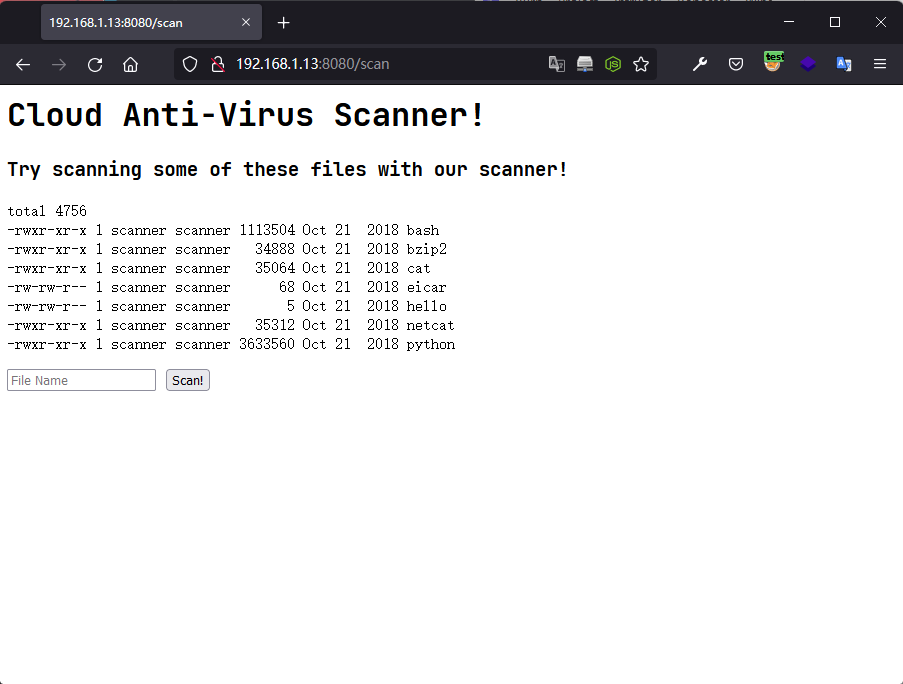 192.168.1.13:8080/scan
192.168.1.13:8080/scan
test
Cloud Anti-Virus Scanner!
Try scanning some of these files with our scanner!
total 4756
-rwxr-xr-x 1 scanner scanner 1113504 Oct 21  2018 bash
-rwxr-xr-x 1 scanner scanner   34888 Oct 21  2018 bzip2
-rwxr-xr-x 1 scanner scanner   35064 Oct 21  2018 cat
-rw-rw-r-- 1 scanner scanner      68 Oct 21  2018 eicar
-rw-rw-r-- 1 scanner scanner       5 Oct 21  2018 hello
-rwxr-xr-x 1 scanner scanner   35312 Oct 21  2018 netcat
-rwxr-xr-x 1 scanner scanner 3633560 Oct 21  2018 python
File Name Scan!